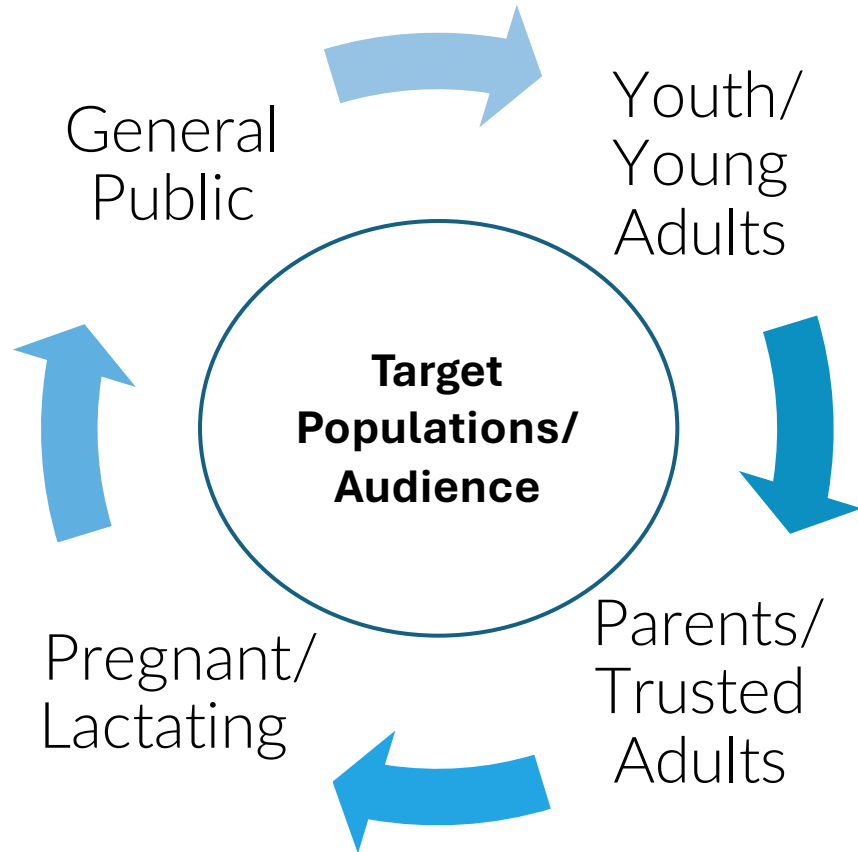 General
Public
Youth/
Young
Adults
Target
Populations/
Audience
Pregnant/
Lactating
Parents/
Trusted
Adults